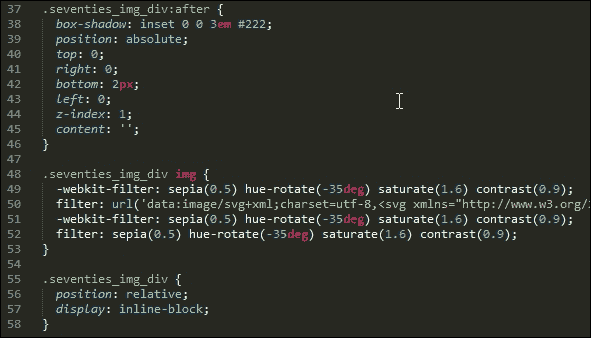 37 .seventies_img_div:after {
38 box-shadow: inset 0 0 3em #222;
39 position: absolute;
40 top: 0;
41 right: 0;
42 bottom: 2px;
43 left: 0;
44 z-index: 1;
45 content: '';
46 }
47
48 .seventies_img_div img {
49 -webkit-filter: sepia(0.5) hue-rotate(-35deg) saturate(1.6) contrast(0.9);
50 filter: url('data:image/svg+xml;charset=utf-8,<svg xmlns="http://www.w3.org/
51 -webkit-filter: sepia(0.5) hue-rotate(-35deg) saturate(1.6) contrast(0.9);
52 filter: sepia(0.5) hue-rotate(-35deg) saturate(1.6) contrast(0.9);
53 }
54
55 .seventies_img_div {
56 position: relative;
57 display: inline-block;
58 }